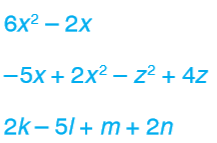 6x² – 2x
–5x + 2x² – z² + 4z
2k – 5l + m + 2n